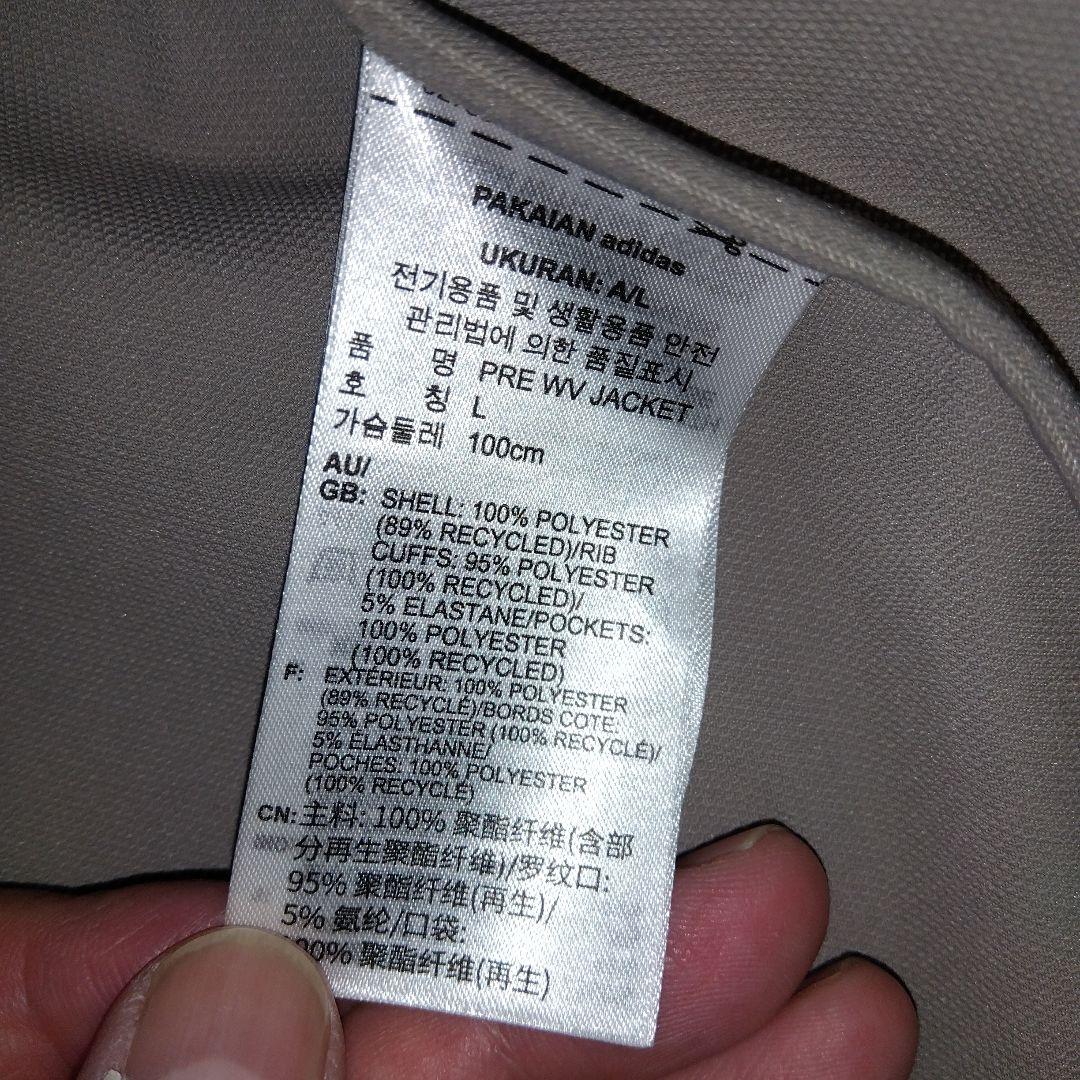 PAKAIAN adidas
UKURAN: A/L
전기용품 및 생활용품 안전
관리법에 의한 품질표시
품 명 PRE WV JACKET
호 칭 L
가슴둘레 100cm
AU/
GB: SHELL: 100% POLYESTER
(89% RECYCLED)/RIB
CUFFS: 95% POLYESTER
(100% RECYCLED)/
5% ELASTANE/POCKETS:
100% POLYESTER
(100% RECYCLED)
F: EXTÉRIEUR: 100% POLYESTER
(89% RECYCLÉ)/BORDS CÔTE:
95% POLYESTER (100% RECYCLÉ)/
5% ÉLASTHANNE/
POCHES: 100% POLYESTER
(100% RECYCLÉ)
CN: 主料: 100% 聚酯纤维(含部
分再生聚酯纤维)/罗纹口:
95% 聚酯纤维(再生)/
5% 氨纶/口袋:
00% 聚酯纤维(再生)